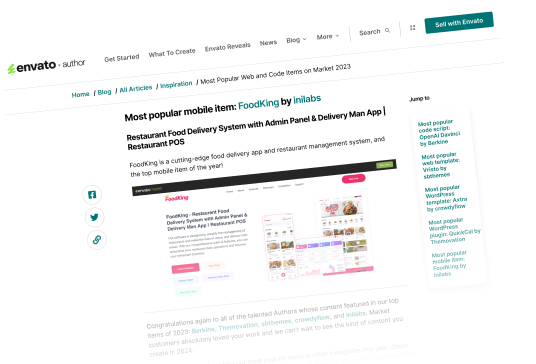 envato • author
Get Started
What To Create
Envato Reveals
News
Blog
More
Search
Sell with Envato
Home / Blog / All Articles / Inspiration / Most Popular Web and Code Items on Market 2023
Most popular mobile item: FoodKing by inilabs
Restaurant Food Delivery System with Admin Panel & Delivery Man App |
Restaurant POS
FoodKing is a cutting-edge food delivery app and restaurant management system, and
the top mobile item of the year!
FoodKing
FoodKing - Restaurant Food
Delivery System with Admin Panel &
Delivery Man App | Restaurant POS
Congratulations again to all of the talented Authors whose content featured in our top
items of 2023: Berkine, Themovation, sbthemes, crowdyflow, and inilabs. Market
customers absolutely loved your work and we can't wait to see the kind of content you
create in 2024
Jump to
Most popular
code script:
OpenAI Davinci
by Berkine
Most popular
web template:
Vristo by
sbthemes
Most popular
WordPress
template: Axtra
by crowdyflow
Most popular
WordPress
plugin: QuickCal by
Themovation
Most popular
mobile item:
FoodKing by
inilabs